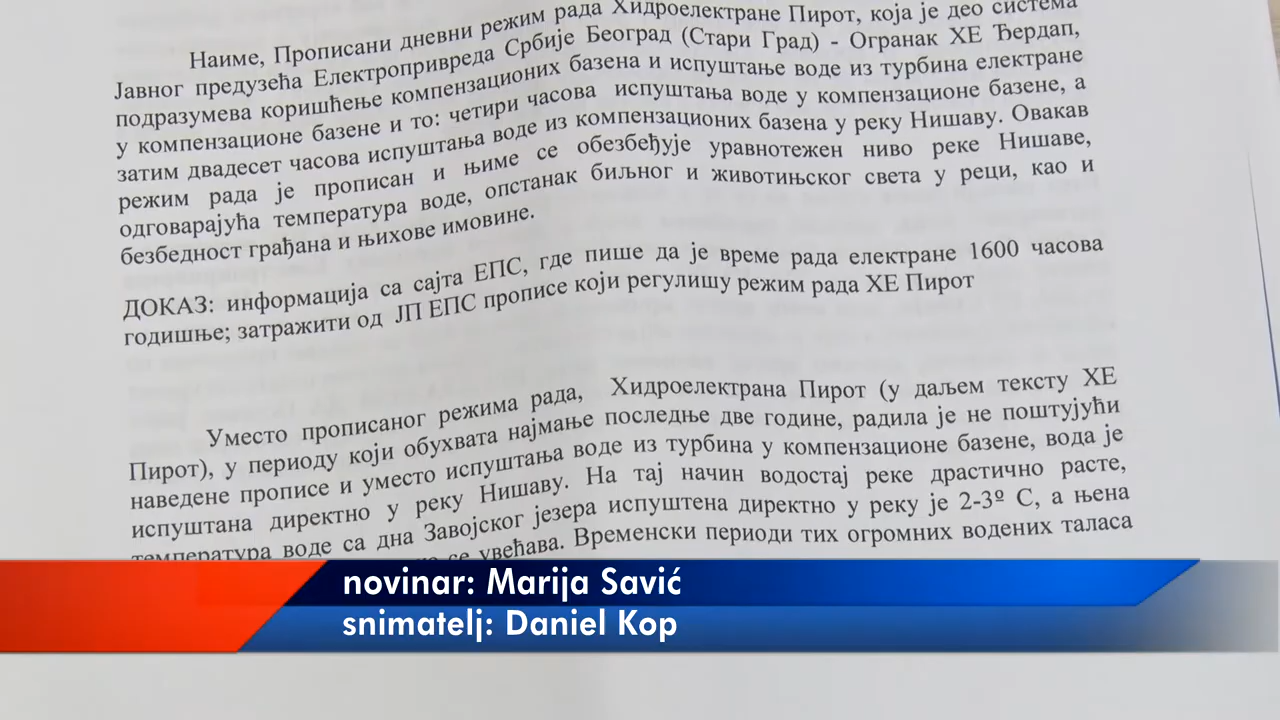 Наиме, Прописани дневни режим рада Хидроелектране Пирот, која је део система
Јавног предузећа Електропривреда Србије Београд (Стари Град) - Огранак ХЕ Ђердап,
подразумева коришћење компензационих базена и испуштање воде из турбина електране
у компензационе базене и то: четири часова испуштања воде у компензационе базене, а
затим двадесет часова испуштања воде из компензационих базена у реку Нишаву. Овакав
режим рада је прописан и њиме се обезбеђује уравнотежен ниво реке Нишаве,
одговарајућа температура воде, опстанак биљног и животињског света у реци, као и
безбедност грађана и њихове имовине.
ДОКАЗ: информација са сајта ЕПС, где пише да је време рада електране 1600 часова
годишње; затражити од ЈП ЕПС прописе који регулишу режим рада ХЕ Пирот
Уместо прописаног режима рада, Хидроелектрана Пирот (у даљем тексту ХЕ
Пирот), у периоду који обухвата најмање последње две године, радила је не поштујући
наведене прописе и уместо испуштања воде из турбина у компензационе базене, вода је
испуштана директно у реку Нишаву. На тај начин водостај реке драстично расте,
температура воде са дна Завојског језера испуштена директно у реку је 2-3º С, а њена
се увећава. Временски периоди тих огромних водених таласа
novinar: Marija Savić
snimatelj: Daniel Kop